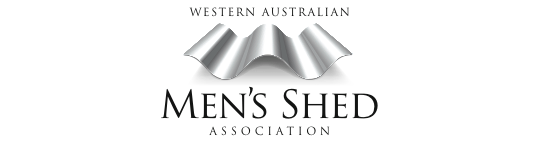 WESTERN AUSTRALIAN
MEN'S SHED
ASSOCIATION